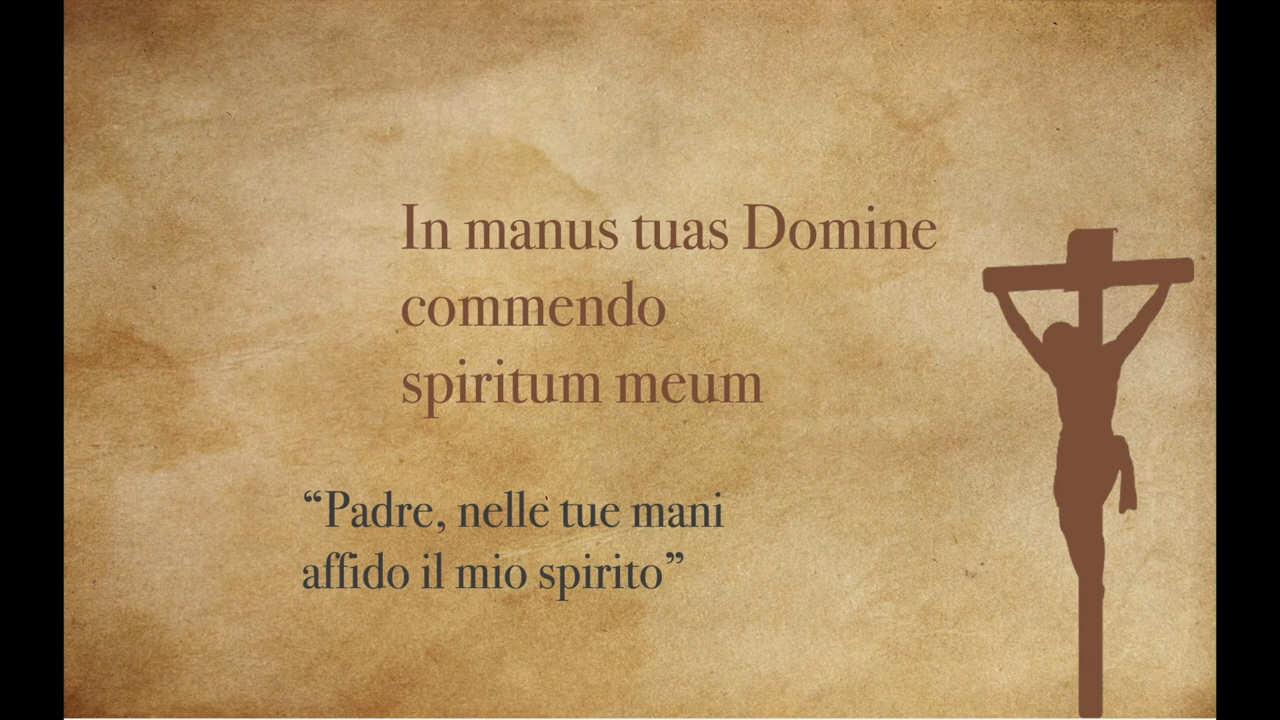 In manus tuas Domine
commendo
spiritum meum
“Padre, nelle tue mani
affido il mio spirito”